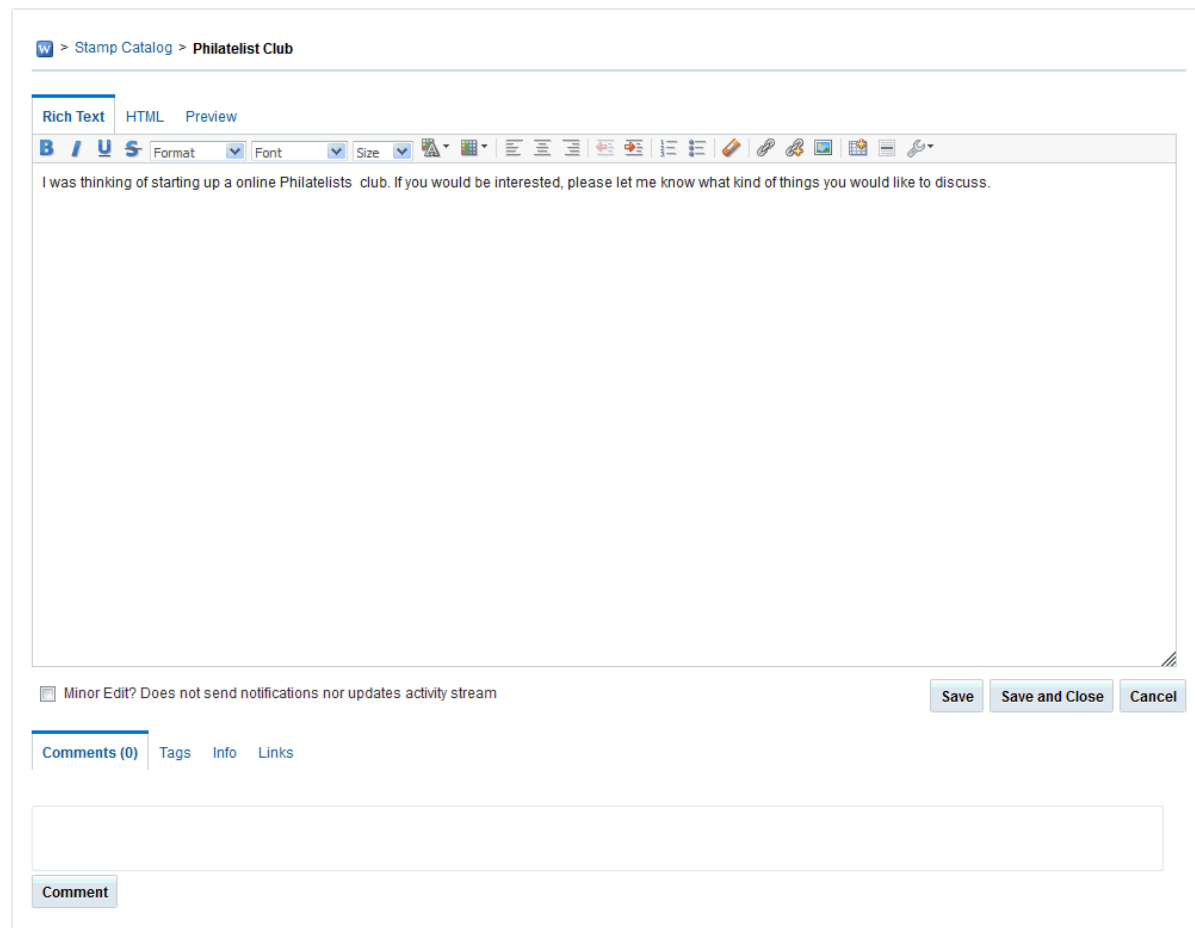 W > Stamp Catalog > Philatelist Club
Rich Text HTML Preview
B I U S Format Font Size
I was thinking of starting up a online Philatelists  club. If you would be interested, please let me know what kind of things you would like to discuss.
Minor Edit? Does not send notifications nor updates activity stream
Save Save and Close Cancel
Comments (0) Tags Info Links
Comment